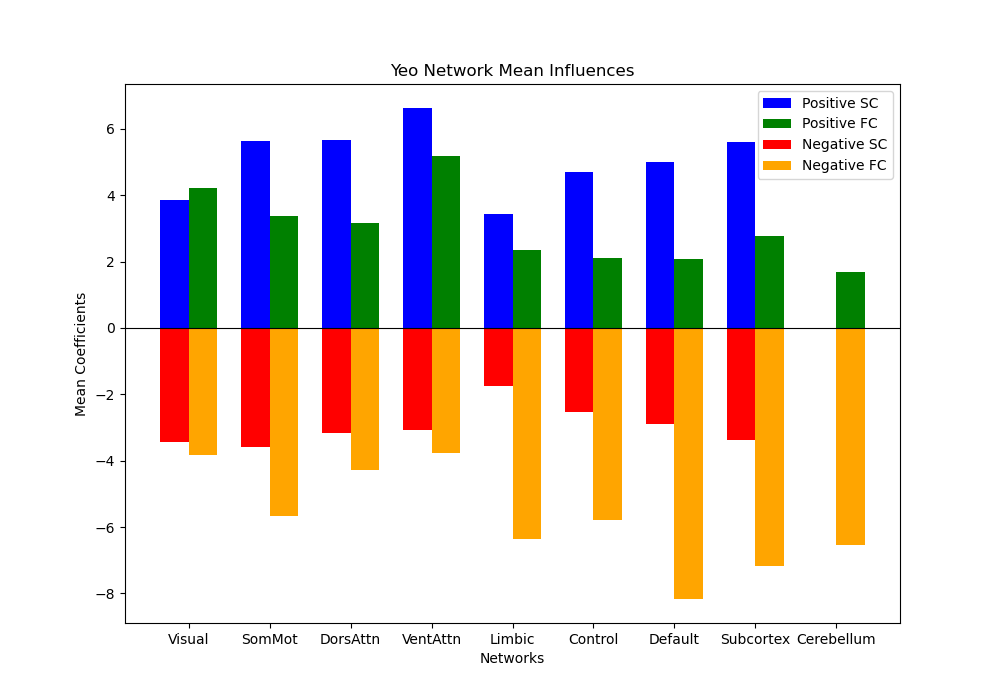 Yeo Network Mean Influences
Positive SC
Positive FC
Negative SC
Negative FC
6
4
2
0
−2
−4
−6
−8
Mean Coefficients
Visual SomMot DorsAttn VentAttn Limbic Control Default Subcortex Cerebellum
Networks